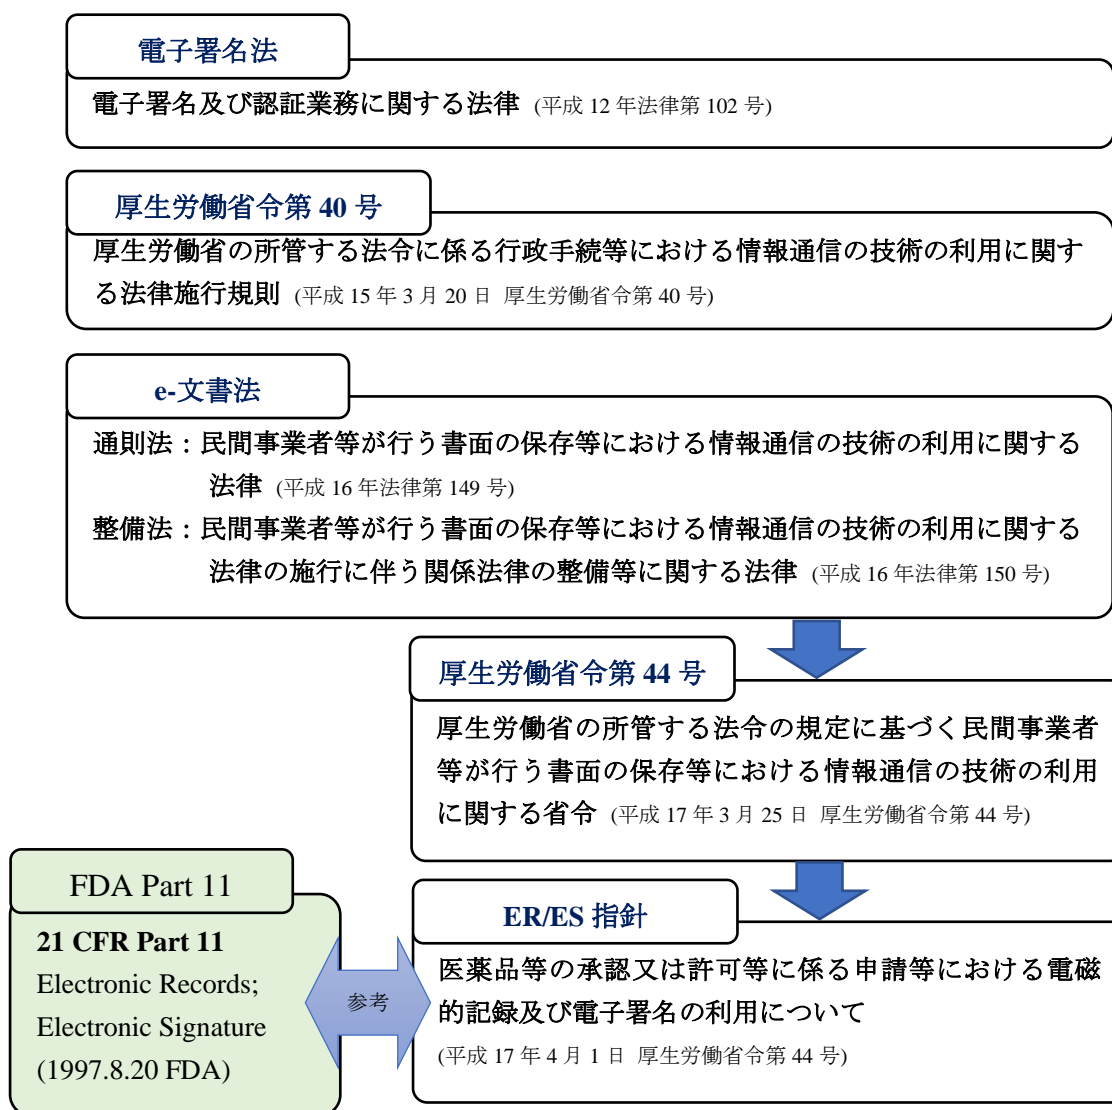 電子署名法
電子署名及び認証業務に関する法律 (平成 12 年法律第 102 号)
厚生労働省令第 40 号
厚生労働省の所管する法令に係る行政手続等における情報通信の技術の利用に関す
る法律施行規則 (平成 15 年 3 月 20 日 厚生労働省令第 40 号)
e-文書法
通則法：民間事業者等が行う書面の保存等における情報通信の技術の利用に関する
法律 (平成 16 年法律第 149 号)
整備法：民間事業者等が行う書面の保存等における情報通信の技術の利用に関する
法律の施行に伴う関係法律の整備等に関する法律 (平成 16 年法律第 150 号)
厚生労働省令第 44 号
厚生労働省の所管する法令の規定に基づく民間事業者
等が行う書面の保存等における情報通信の技術の利用
に関する省令 (平成 17 年 3 月 25 日 厚生労働省令第 44 号)
FDA Part 11
21 CFR Part 11
Electronic Records;
Electronic Signature
(1997.8.20 FDA)
参考
ER/ES 指針
医薬品等の承認又は許可等に係る申請等における電磁
的記録及び電子署名の利用について
(平成 17 年 4 月 1 日 厚生労働省令第 44 号)